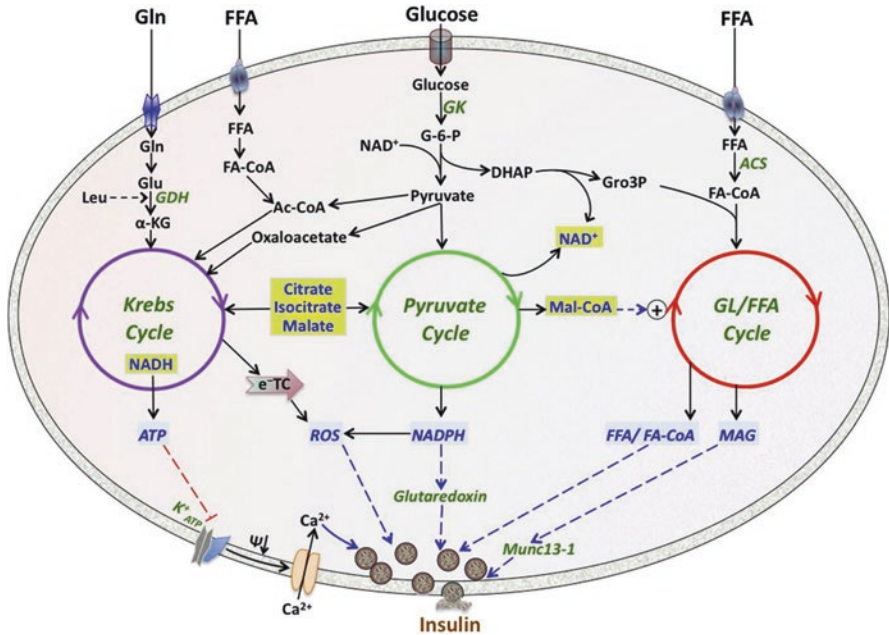 Gln
FFA
Glucose
FFA
Glucose
GK
FFA
FFA
Gln
NAD⁺
G-6-P
ACS
FA-CoA
DHAP
Glu
Leu
GDH
Gro3P
FA-CoA
Ac-CoA
Pyruvate
α-KG
Oxaloacetate
NAD⁺
Citrate
Isocitrate
Malate
Krebs
Cycle
Pyruvate
Cycle
Mal-CoA
+
GL/FFA
Cycle
NADH
e⁻TC
ATP
ROS
NADPH
FFA/ FA-CoA
MAG
Glutaredoxin
K⁺ATP
Ca²⁺
Ψ↓
Munc13-1
Ca²⁺
Insulin